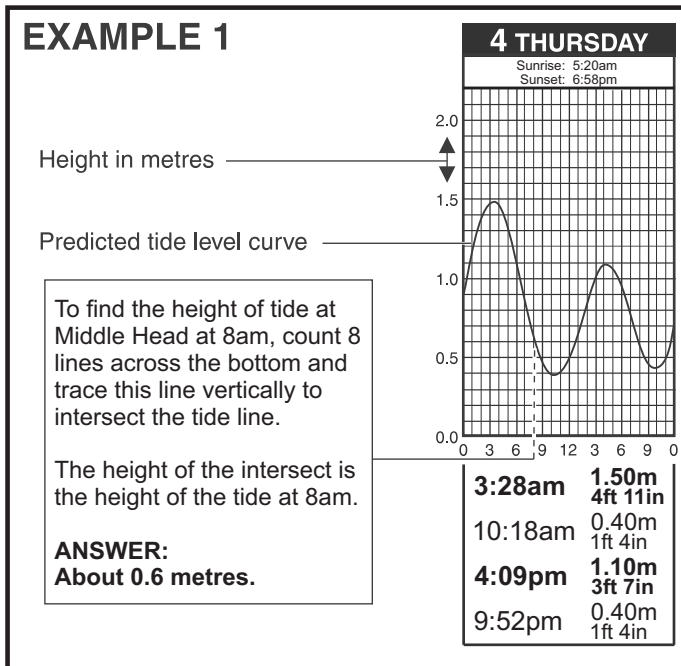 EXAMPLE 1
4 THURSDAY
Sunrise: 5:20am
Sunset: 6:58pm
Height in metres
Predicted tide level curve
2.0
1.5
1.0
0.5
0.0
0 3 6 9 12 3 6 9 0
To find the height of tide at
Middle Head at 8am, count 8
lines across the bottom and
trace this line vertically to
intersect the tide line.
The height of the intersect is
the height of the tide at 8am.
ANSWER:
About 0.6 metres.
3:28am 1.50m
4ft 11in
10:18am 0.40m
1ft 4in
4:09pm 1.10m
3ft 7in
9:52pm 0.40m
1ft 4in